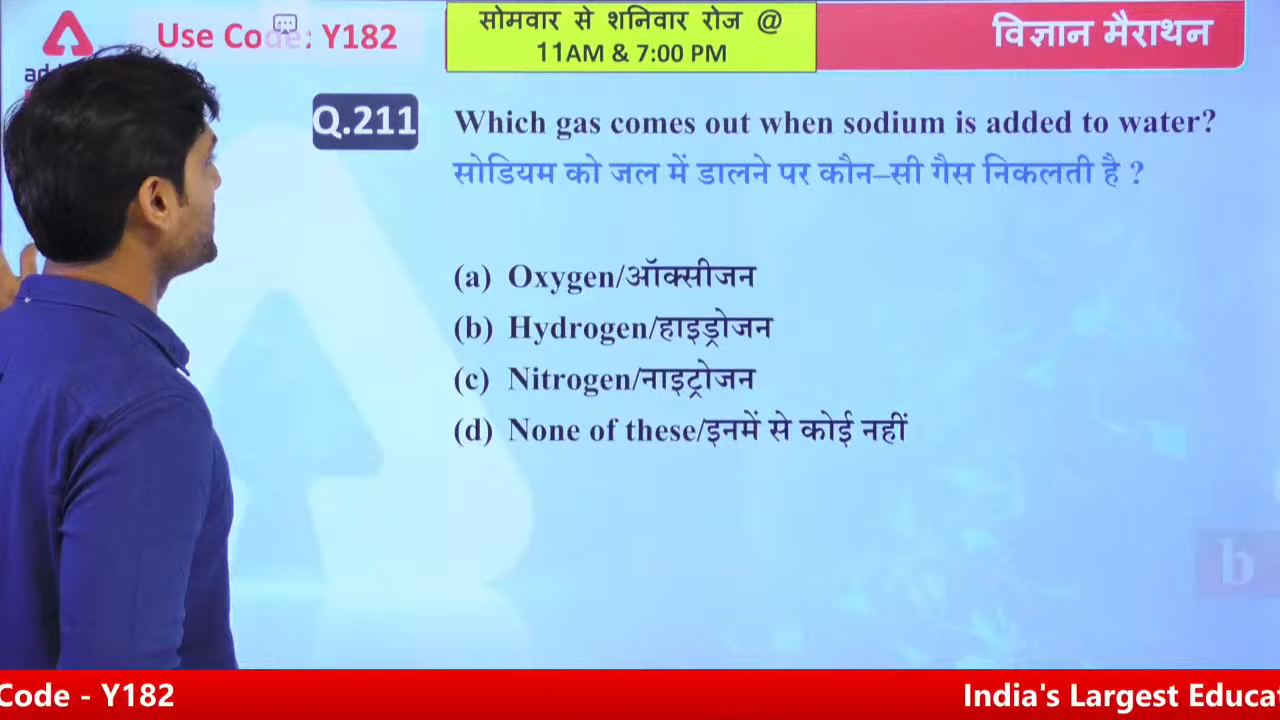 Use Code: Y182
सोमवार से शनिवार रोज @
11AM & 7:00 PM
विज्ञान मैराथन
Q.211 Which gas comes out when sodium is added to water?
सोडियम को जल में डालने पर कौन–सी गैस निकलती है ?
(a) Oxygen/ऑक्सीजन
(b) Hydrogen/हाइड्रोजन
(c) Nitrogen/नाइट्रोजन
(d) None of these/इनमें से कोई नहीं
b
Code - Y182
India's Largest Educat